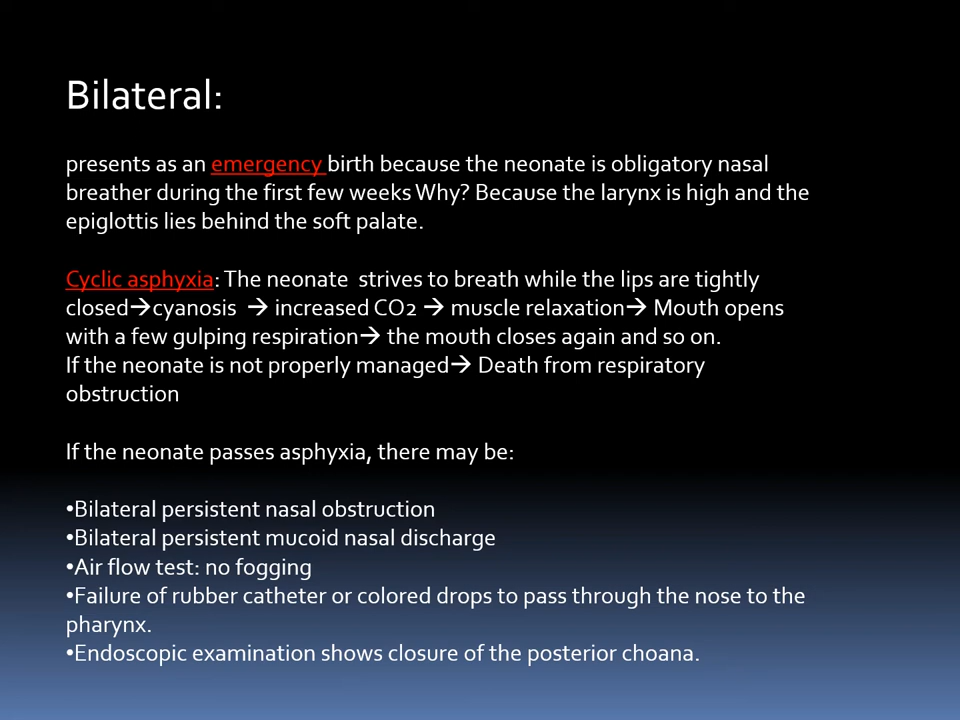 Bilateral:
presents as an emergency birth because the neonate is obligatory nasal
breather during the first few weeks Why? Because the larynx is high and the
epiglottis lies behind the soft palate.
Cyclic asphyxia: The neonate strives to breath while the lips are tightly
closed→cyanosis → increased CO2 → muscle relaxation→ Mouth opens
with a few gulping respiration→ the mouth closes again and so on.
If the neonate is not properly managed→ Death from respiratory
obstruction
If the neonate passes asphyxia, there may be:
•Bilateral persistent nasal obstruction
•Bilateral persistent mucoid nasal discharge
•Air flow test: no fogging
•Failure of rubber catheter or colored drops to pass through the nose to the
pharynx.
•Endoscopic examination shows closure of the posterior choana.